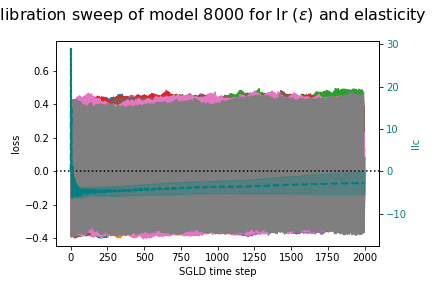 libration sweep of model 8000 for lr (ε) and elasticity
0.6
0.4
0.2
0.0
−0.2
−0.4
loss
30
20
10
0
−10
llc
0 250 500 750 1000 1250 1500 1750 2000
SGLD time step